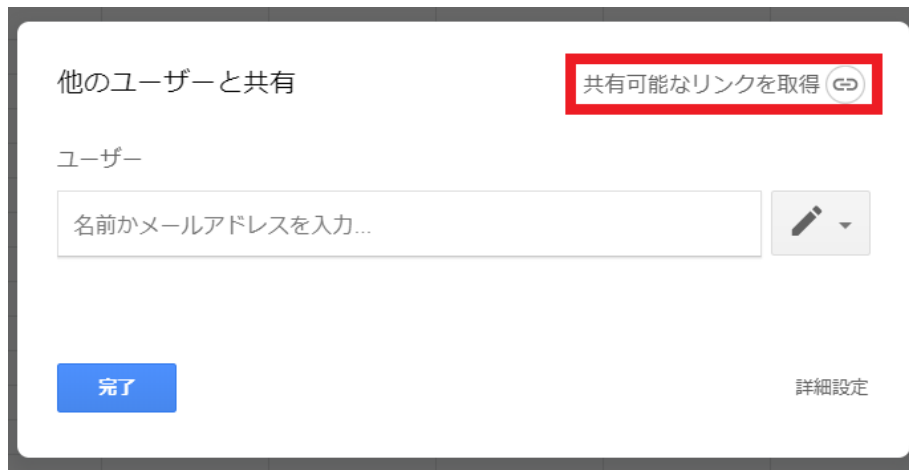 他のユーザーと共有
共有可能なリンクを取得
ユーザー
名前かメールアドレスを入力...
完了
詳細設定